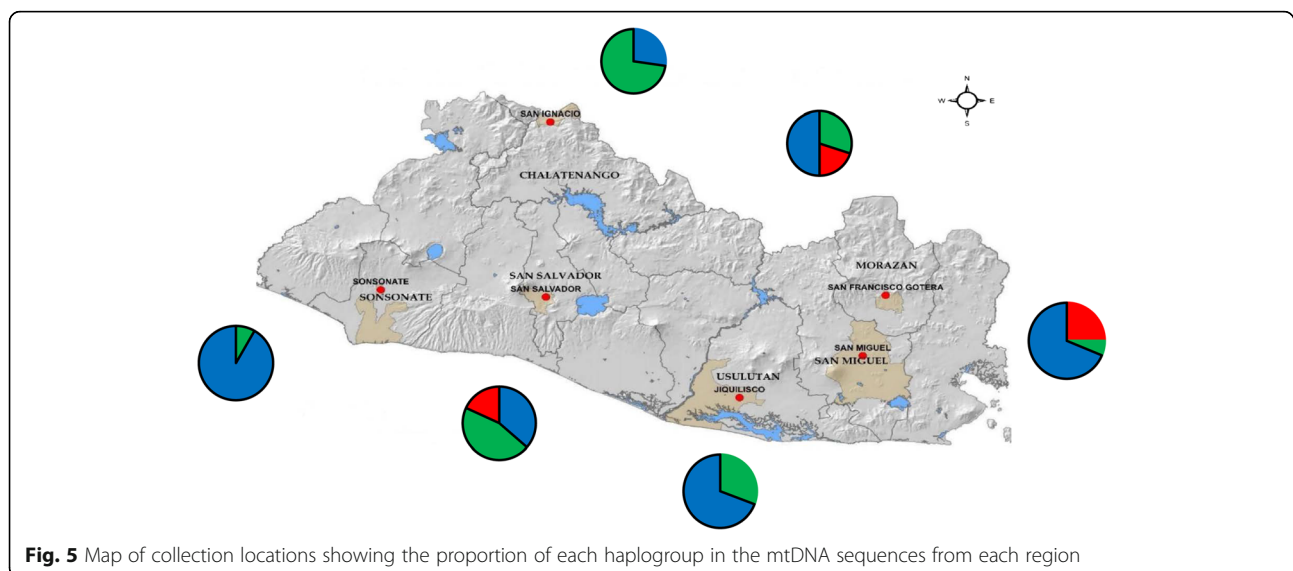 N
W E
S
SAN IGNACIO
CHALATENANGO
MORAZAN
SAN SALVADOR
SONSONATE
SAN FRANCISCO GOTERA
SAN SALVADOR
SONSONATE
SAN MIGUEL
SAN MIGUEL
USULUTAN
JIQUILISCO
Fig. 5 Map of collection locations showing the proportion of each haplogroup in the mtDNA sequences from each region